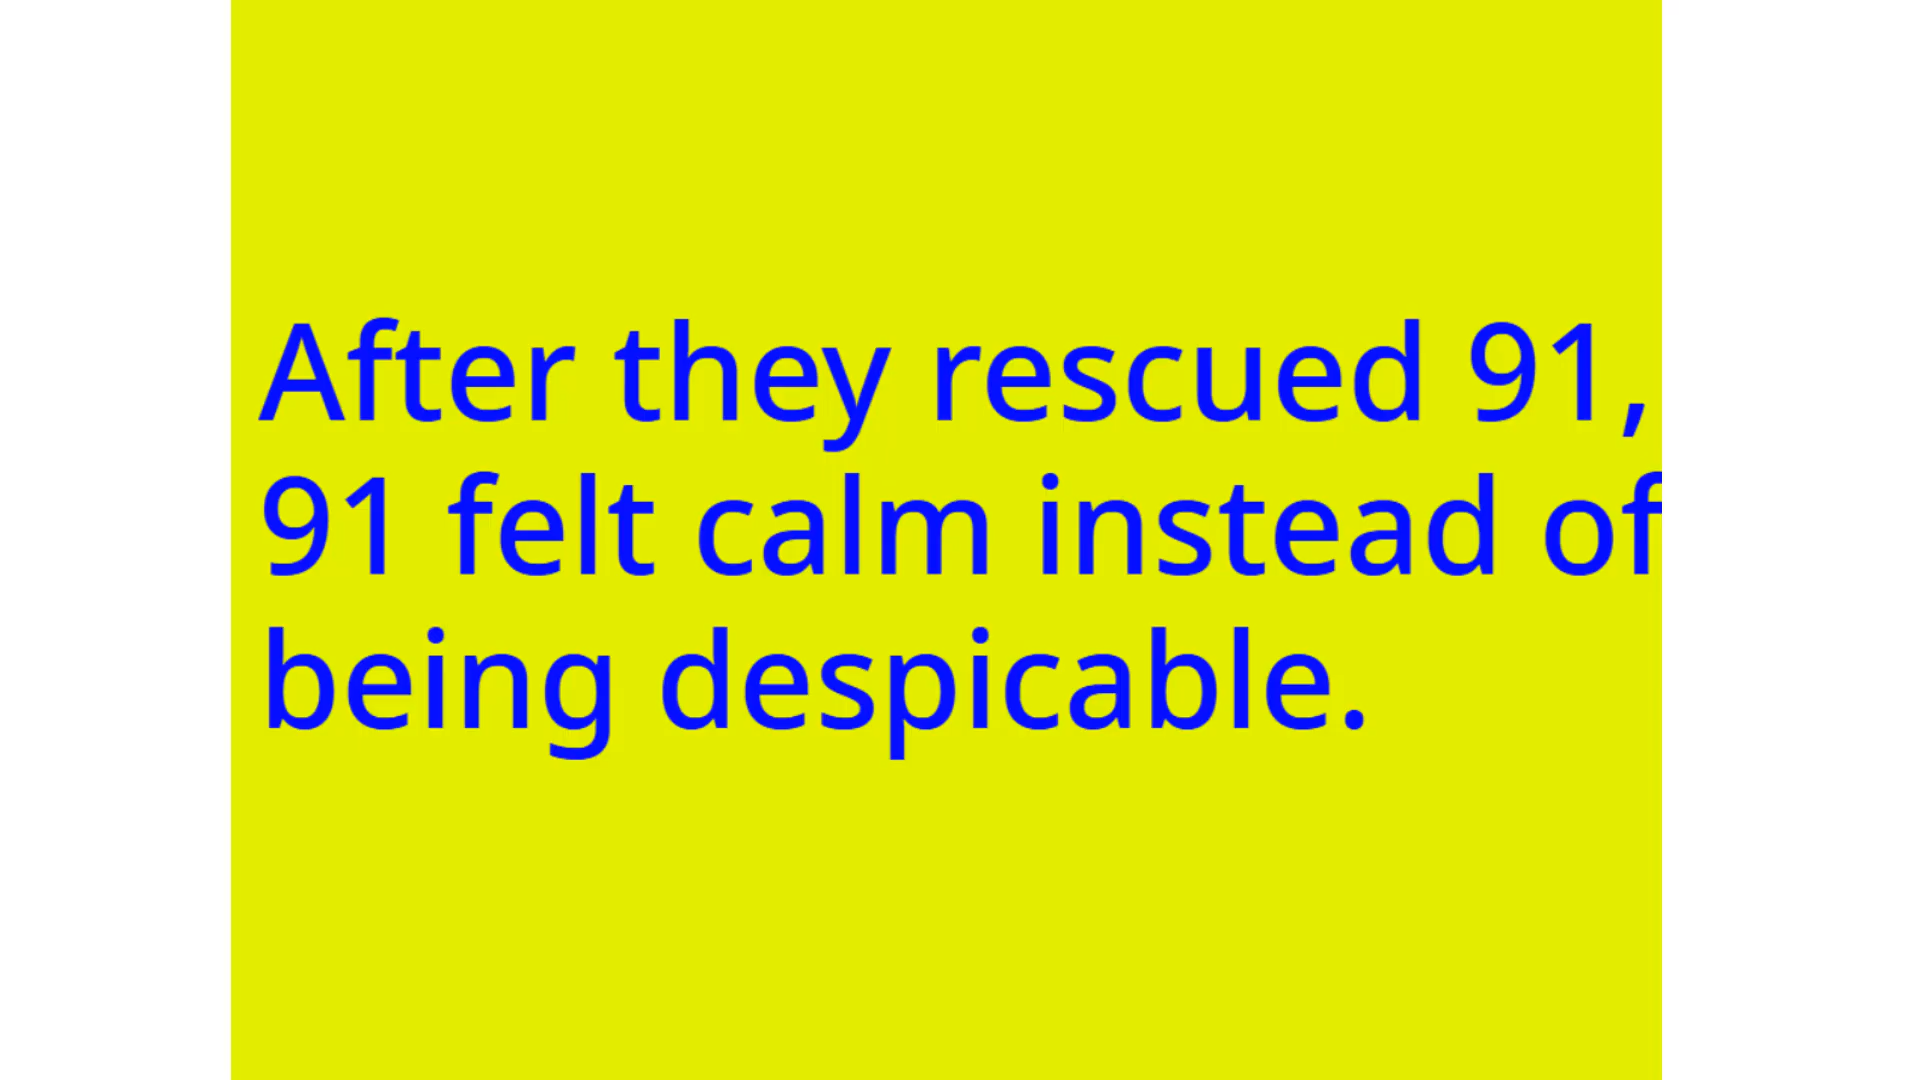 After they rescued 91,
91 felt calm instead of
being despicable.